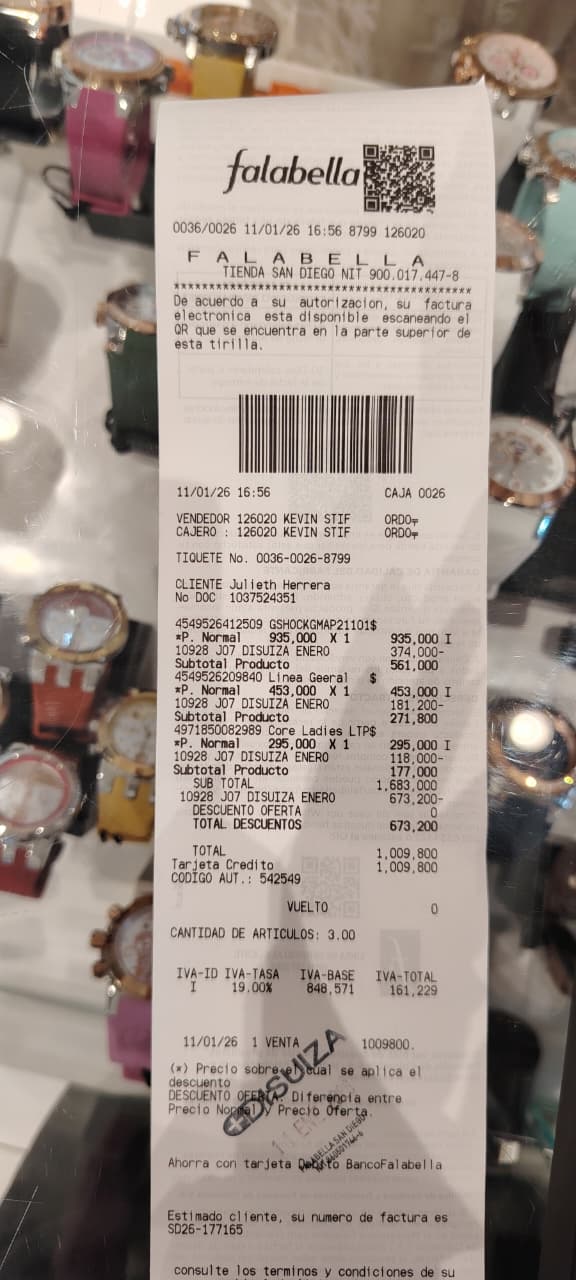 falabella
0036/0026 11/01/26 16:56 8799 126020
F A L A B E L L A
TIENDA SAN DIEGO NIT 900.017.447-8
******************************************
De acuerdo a su autorizacion, su factura
electronica esta disponible escaneando el
QR que se encuentra en la parte superior de
esta tirilla.
11/01/26 16:56 CAJA 0026
VENDEDOR 126020 KEVIN STIF ORDO
CAJERO : 126020 KEVIN STIF ORDO
TIQUETE No. 0036-0026-8799
CLIENTE Julieth Herrera
No DOC 1037524351
4549526412509 GSHOCKGMAP21101$
*P. Normal 935,000 X 1 935,000 I
10928 J07 DISUIZA ENERO 374,000-
Subtotal Producto 561,000
4549526209840 Linea Geeral $
*P. Normal 453,000 X 1 453,000 I
10928 J07 DISUIZA ENERO 181,200-
Subtotal Producto 271,800
4971850082989 Core Ladies LTP$
*P. Normal 295,000 X 1 295,000 I
10928 J07 DISUIZA ENERO 118,000-
Subtotal Producto 177,000
SUB TOTAL 1,683,000
10928 J07 DISUIZA ENERO 673,200-
DESCUENTO OFERTA 0
TOTAL DESCUENTOS 673,200
TOTAL 1,009,800
Tarjeta Credito 1,009,800
CODIGO AUT.: 542549
VUELTO 0
CANTIDAD DE ARTICULOS: 3.00
IVA-ID IVA-TASA IVA-BASE IVA-TOTAL
I 19.00% 848,571 161,229
11/01/26 1 VENTA 1009800.
(*) Precio sobre el cual se aplica el
descuento
DESCUENTO OFERTA: Diferencia entre
Precio Normal y Precio Oferta.
DISUIZA
FALABELLA SAN DIEGO
Ahorra con tarjeta Debito BancoFalabella
Estimado cliente, su numero de factura es
SD26-177165
consulte los terminos y condiciones de su